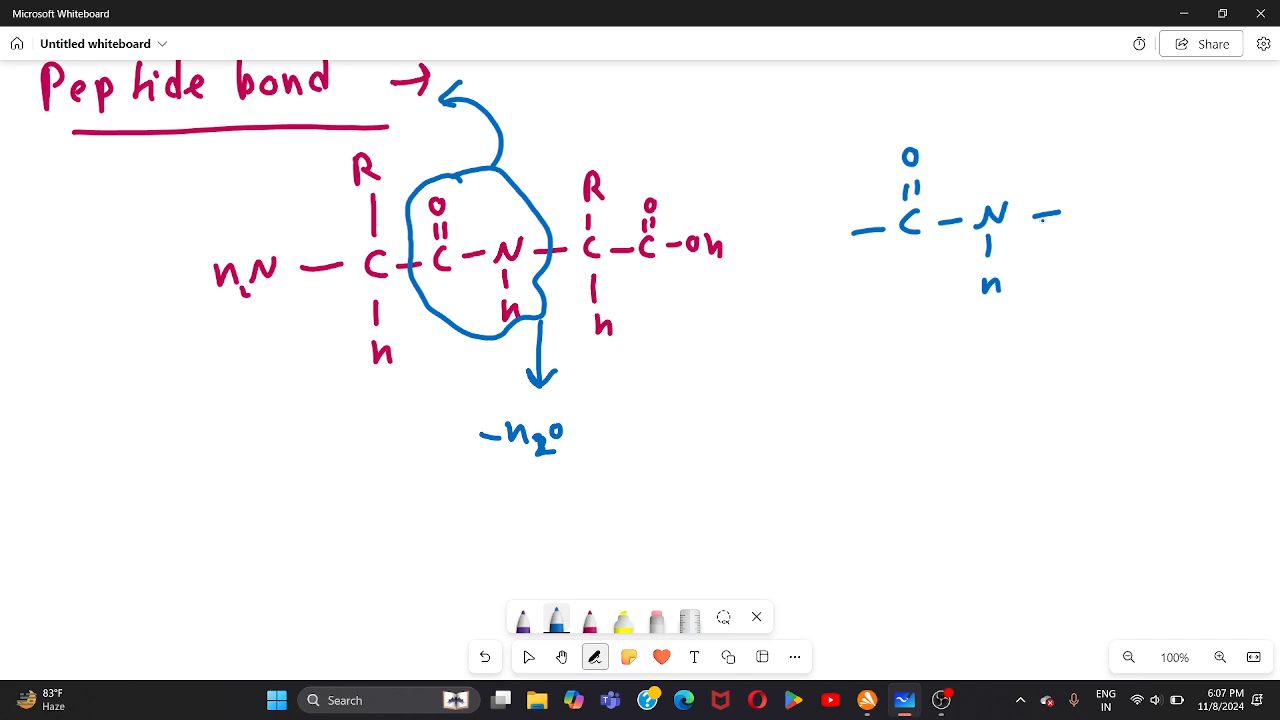 Microsoft Whiteboard
Untitled whiteboard
Share
Peptide bond →
R
O
R
O
O
H2N — C — C — N — C — C — OH
— C — N —
H
H
H
H
-H2O
100%
83°F
Haze
Search
ENG
IN
6:07 PM
11/8/2024